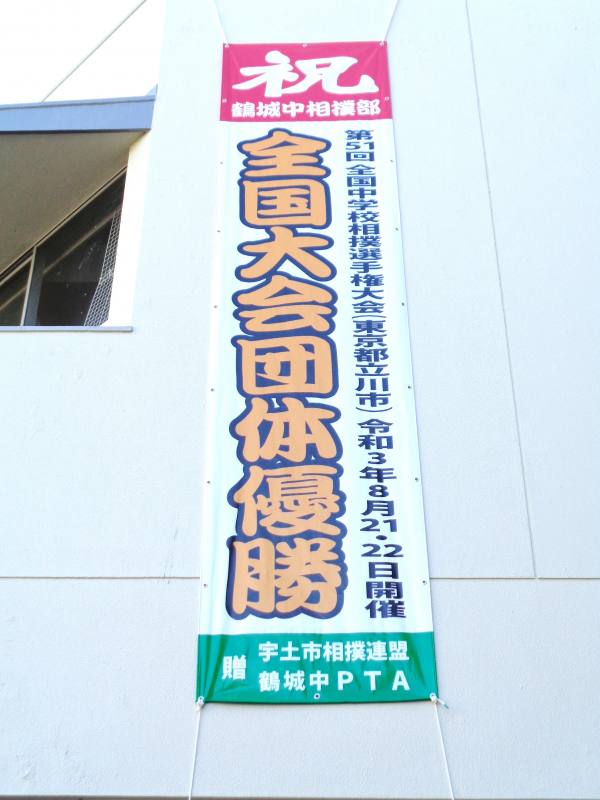 祝
鶴城中相撲部
第51回全国中学校相撲選手権大会(東京都立川市)令和3年8月21・22日開催
全国大会団体優勝
贈
宇土市相撲連盟
鶴城中PTA